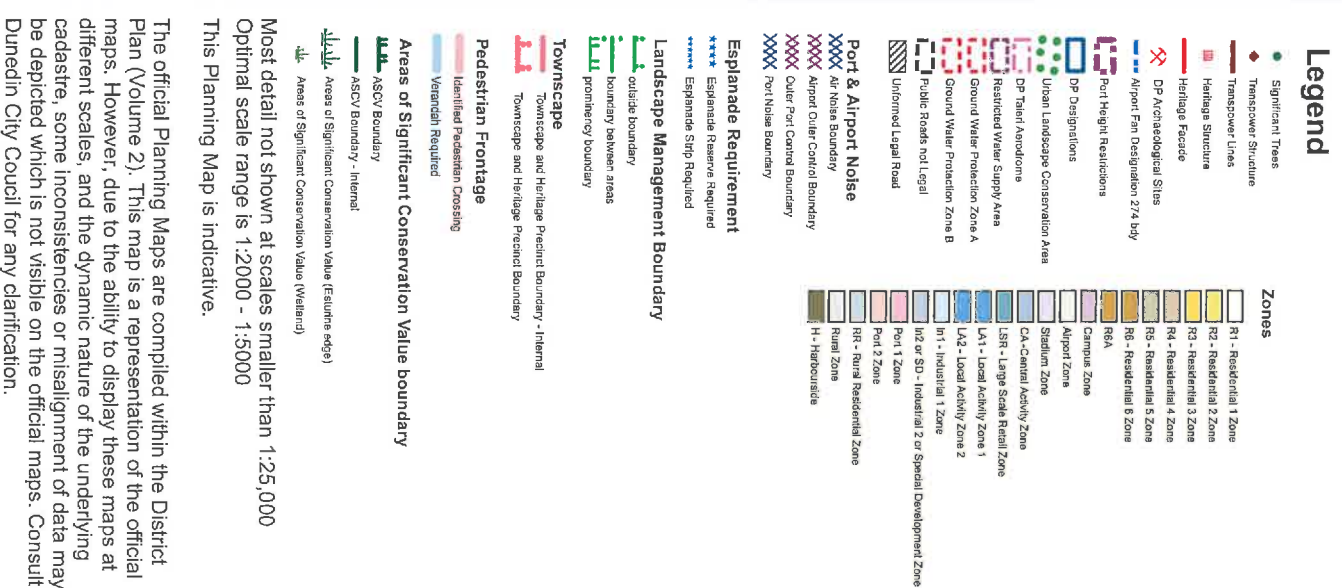 Legend
Significant Trees
Transpower Structure
Transpower Lines
Heritage Structure
Heritage Facade
DP Archaeological Sites
Airport Fan Designation 274 bdy
Port Height Restrictions
DP Designations
Urban Landscape Conservation Area
DP Taieri Aerodrome
Restricted Water Supply Area
Ground Water Protection Zone A
Ground Water Protection Zone B
Public Roads not Legal
Unformed Legal Road
Port & Airport Noise
Air Noise Boundary
Airport Outer Control Boundary
Outer Port Control Boundary
Port Noise Boundary
Esplanade Requirement
Esplanade Reserve Required
Esplanade Strip Required
Landscape Management Boundary
outside boundary
boundary between areas
prominency boundary
Townscape
Townscape and Heritage Precinct Boundary - Internal
Townscape and Heritage Precinct Boundary
Pedestrian Frontage
Identified Pedestrian Crossing
Verandah Required
Areas of Significant Conservation Value boundary
ASCV Boundary
ASCV Boundary - Internal
Areas of Significant Conservation Value (Esturine edge)
Areas of Significant Conservation Value (Wetland)
Zones
R1 - Residential 1 Zone
R2 - Residential 2 Zone
R3 - Residential 3 Zone
R4 - Residential 4 Zone
R5 - Residential 5 Zone
R6 - Residential 6 Zone
R6A
Campus Zone
Airport Zone
Stadium Zone
CA -Central Activity Zone
LSR - Large Scale Retail Zone
LA1 - Local Activity Zone 1
LA2 - Local Activity Zone 2
In1 - Industrial 1 Zone
In2 or SD - Industrial 2 or Special Development Zone
Port 1 Zone
Port 2 Zone
RR - Rural Residential Zone
Rural Zone
H - Harbourside
Most detail not shown at scales smaller than 1:25,000
Optimal scale range is 1:2000 - 1:5000
This Planning Map is indicative.
The official Planning Maps are compiled within the District
Plan (Volume 2). This map is a representation of the official
maps. However, due to the ability to display these maps at
different scales, and the dynamic nature of the underlying
cadastre, some inconsistencies or misalignment of data may
be depicted which is not visible on the official maps. Consult
Dunedin City Coucil for any clarification.